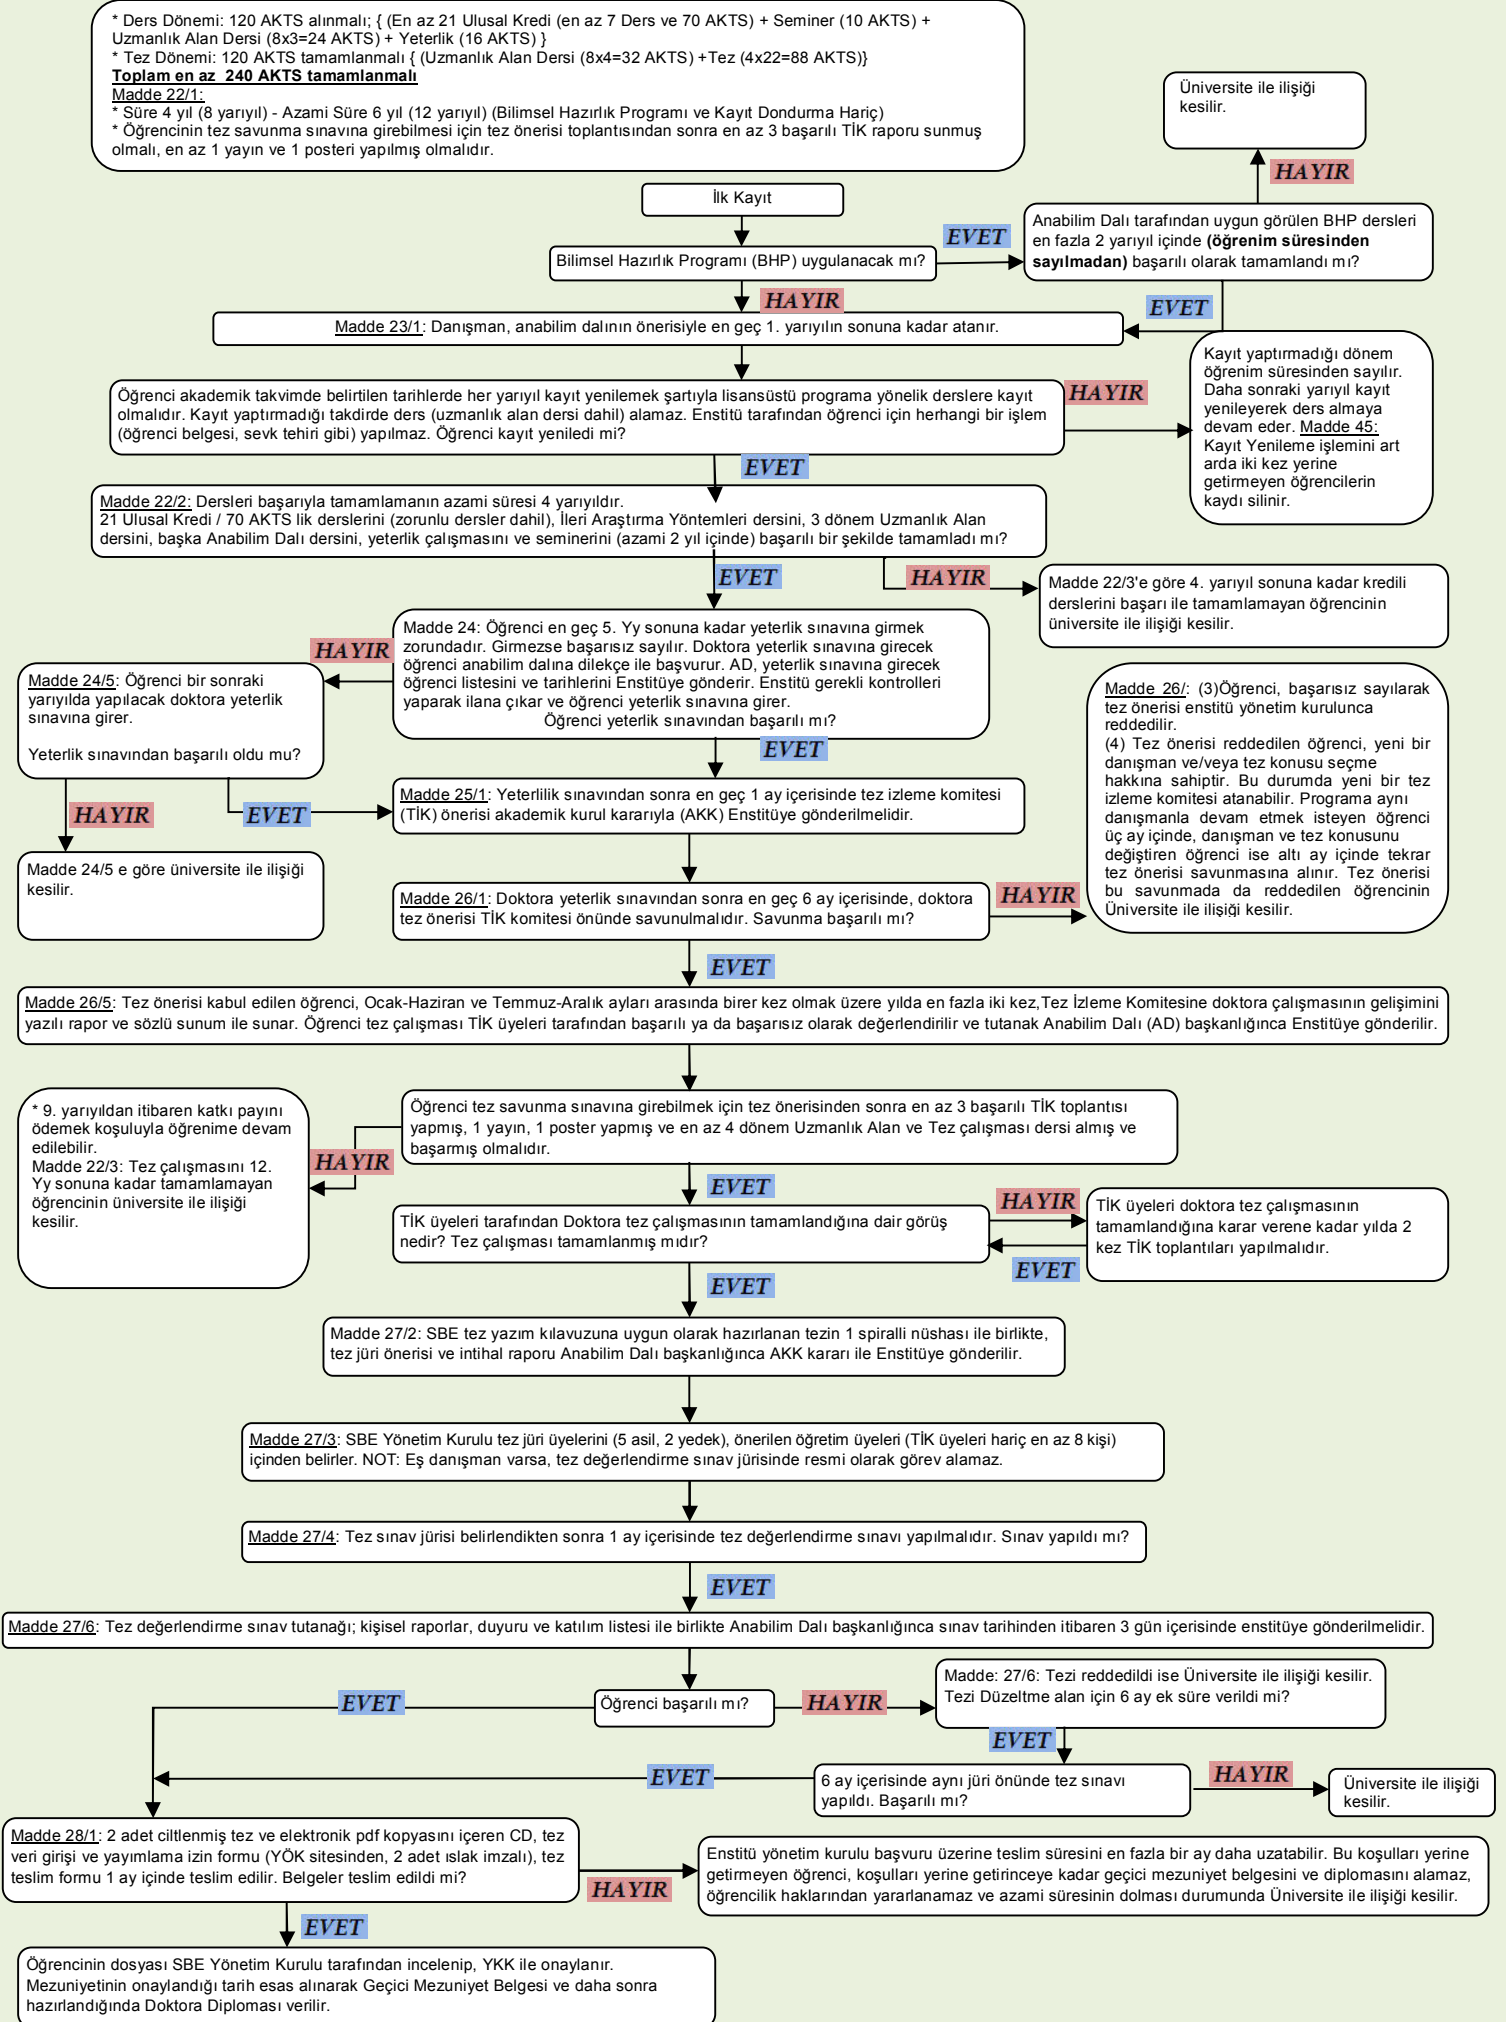 * Ders Dönemi: 120 AKTS alınmalı; { (En az 21 Ulusal Kredi (en az 7 Ders ve 70 AKTS) + Seminer (10 AKTS) +
Uzmanlık Alan Dersi (8x3=24 AKTS) + Yeterlik (16 AKTS) }
* Tez Dönemi: 120 AKTS tamamlanmalı { (Uzmanlık Alan Dersi (8x4=32 AKTS) +Tez (4x22=88 AKTS)}
Toplam en az 240 AKTS tamamlanmalı
Madde 22/1:
* Süre 4 yıl (8 yarıyıl) - Azami Süre 6 yıl (12 yarıyıl) (Bilimsel Hazırlık Programı ve Kayıt Dondurma Hariç)
* Öğrencinin tez savunma sınavına girebilmesi için tez önerisi toplantısından sonra en az 3 başarılı TİK raporu sunmuş
olmalı, en az 1 yayın ve 1 posteri yapılmış olmalıdır.
Üniversite ile ilişiği
kesilir.
HAYIR
İlk Kayıt
EVET
Anabilim Dalı tarafından uygun görülen BHP dersleri
en fazla 2 yarıyıl içinde (öğrenim süresinden
sayılmadan) başarılı olarak tamamlandı mı?
Bilimsel Hazırlık Programı (BHP) uygulanacak mı?
HAYIR
EVET
Madde 23/1: Danışman, anabilim dalının önerisiyle en geç 1. yarıyılın sonuna kadar atanır.
Öğrenci akademik takvimde belirtilen tarihlerde her yarıyıl kayıt yenilemek şartıyla lisansüstü programa yönelik derslere kayıt
olmalıdır. Kayıt yaptırmadığı takdirde ders (uzmanlık alan dersi dahil) alamaz. Enstitü tarafından öğrenci için herhangi bir işlem
(öğrenci belgesi, sevk tehiri gibi) yapılmaz. Öğrenci kayıt yeniledi mi?
HAYIR
Kayıt yaptırmadığı dönem
öğrenim süresinden sayılır.
Daha sonraki yarıyıl kayıt
yenileyerek ders almaya
devam eder. Madde 45:
Kayıt Yenileme işlemini art
arda iki kez yerine
getirmeyen öğrencilerin
kaydı silinir.
EVET
Madde 22/2: Dersleri başarıyla tamamlamanın azami süresi 4 yarıyıldır.
21 Ulusal Kredi / 70 AKTS lik derslerini (zorunlu dersler dahil), İleri Araştırma Yöntemleri dersini, 3 dönem Uzmanlık Alan
dersini, başka Anabilim Dalı dersini, yeterlik çalışmasını ve seminerini (azami 2 yıl içinde) başarılı bir şekilde tamamladı mı?
EVET
HAYIR
Madde 22/3'e göre 4. yarıyıl sonuna kadar kredili
derslerini başarı ile tamamlamayan öğrencinin
üniversite ile ilişiği kesilir.
Madde 24: Öğrenci en geç 5. Yy sonuna kadar yeterlik sınavına girmek
zorundadır. Girmezse başarısız sayılır. Doktora yeterlik sınavına girecek
öğrenci anabilim dalına dilekçe ile başvurur. AD, yeterlik sınavına girecek
öğrenci listesini ve tarihlerini Enstitüye gönderir. Enstitü gerekli kontrolleri
yaparak ilana çıkar ve öğrenci yeterlik sınavına girer.
Öğrenci yeterlik sınavından başarılı mı?
HAYIR
Madde 24/5: Öğrenci bir sonraki
yarıyılda yapılacak doktora yeterlik
sınavına girer.
Yeterlik sınavından başarılı oldu mu?
EVET
Madde 26/: (3)Öğrenci, başarısız sayılarak
tez önerisi enstitü yönetim kurulunca
reddedilir.
(4) Tez önerisi reddedilen öğrenci, yeni bir
danışman ve/veya tez konusu seçme
hakkına sahiptir. Bu durumda yeni bir tez
izleme komitesi atanabilir. Programa aynı
danışmanla devam etmek isteyen öğrenci
üç ay içinde, danışman ve tez konusunu
değiştiren öğrenci ise altı ay içinde tekrar
tez önerisi savunmasına alınır. Tez önerisi
bu savunmada da reddedilen öğrencinin
Üniversite ile ilişiği kesilir.
HAYIR
EVET
Madde 25/1: Yeterlilik sınavından sonra en geç 1 ay içerisinde tez izleme komitesi
(TİK) önerisi akademik kurul kararıyla (AKK) Enstitüye gönderilmelidir.
Madde 24/5 e göre üniversite ile ilişiği
kesilir.
Madde 26/1: Doktora yeterlik sınavından sonra en geç 6 ay içerisinde, doktora
tez önerisi TİK komitesi önünde savunulmalıdır. Savunma başarılı mı?
HAYIR
EVET
Madde 26/5: Tez önerisi kabul edilen öğrenci, Ocak-Haziran ve Temmuz-Aralık ayları arasında birer kez olmak üzere yılda en fazla iki kez,Tez İzleme Komitesine doktora çalışmasının gelişimini
yazılı rapor ve sözlü sunum ile sunar. Öğrenci tez çalışması TİK üyeleri tarafından başarılı ya da başarısız olarak değerlendirilir ve tutanak Anabilim Dalı (AD) başkanlığınca Enstitüye gönderilir.
* 9. yarıyıldan itibaren katkı payını
ödemek koşuluyla öğrenime devam
edilebilir.
Madde 22/3: Tez çalışmasını 12.
Yy sonuna kadar tamamlamayan
öğrencinin üniversite ile ilişiği
kesilir.
HAYIR
Öğrenci tez savunma sınavına girebilmek için tez önerisinden sonra en az 3 başarılı TİK toplantısı
yapmış, 1 yayın, 1 poster yapmış ve en az 4 dönem Uzmanlık Alan ve Tez çalışması dersi almış ve
başarmış olmalıdır.
EVET
TİK üyeleri tarafından Doktora tez çalışmasının tamamlandığına dair görüş
nedir? Tez çalışması tamamlanmış mıdır?
HAYIR
EVET
TİK üyeleri doktora tez çalışmasının
tamamlandığına karar verene kadar yılda 2
kez TİK toplantıları yapılmalıdır.
EVET
Madde 27/2: SBE tez yazım kılavuzuna uygun olarak hazırlanan tezin 1 spiralli nüshası ile birlikte,
tez jüri önerisi ve intihal raporu Anabilim Dalı başkanlığınca AKK kararı ile Enstitüye gönderilir.
Madde 27/3: SBE Yönetim Kurulu tez jüri üyelerini (5 asil, 2 yedek), önerilen öğretim üyeleri (TİK üyeleri hariç en az 8 kişi)
içinden belirler. NOT: Eş danışman varsa, tez değerlendirme sınav jürisinde resmi olarak görev alamaz.
Madde 27/4: Tez sınav jürisi belirlendikten sonra 1 ay içerisinde tez değerlendirme sınavı yapılmalıdır. Sınav yapıldı mı?
EVET
Madde 27/6: Tez değerlendirme sınav tutanağı; kişisel raporlar, duyuru ve katılım listesi ile birlikte Anabilim Dalı başkanlığınca sınav tarihinden itibaren 3 gün içerisinde enstitüye gönderilmelidir.
EVET
Öğrenci başarılı mı?
HAYIR
Madde: 27/6: Tezi reddedildi ise Üniversite ile ilişiği kesilir.
Tezi Düzeltme alan için 6 ay ek süre verildi mi?
EVET
EVET
6 ay içerisinde aynı jüri önünde tez sınavı
yapıldı. Başarılı mı?
HAYIR
Üniversite ile ilişiği
kesilir.
Madde 28/1: 2 adet ciltlenmiş tez ve elektronik pdf kopyasını içeren CD, tez
veri girişi ve yayımlama izin formu (YÖK sitesinden, 2 adet ıslak imzalı), tez
teslim formu 1 ay içinde teslim edilir. Belgeler teslim edildi mi?
HAYIR
Enstitü yönetim kurulu başvuru üzerine teslim süresini en fazla bir ay daha uzatabilir. Bu koşulları yerine
getirmeyen öğrenci, koşulları yerine getirinceye kadar geçici mezuniyet belgesini ve diplomasını alamaz,
öğrencilik haklarından yararlanamaz ve azami süresinin dolması durumunda Üniversite ile ilişiği kesilir.
EVET
Öğrencinin dosyası SBE Yönetim Kurulu tarafından incelenip, YKK ile onaylanır.
Mezuniyetinin onaylandığı tarih esas alınarak Geçici Mezuniyet Belgesi ve daha sonra
hazırlandığında Doktora Diploması verilir.